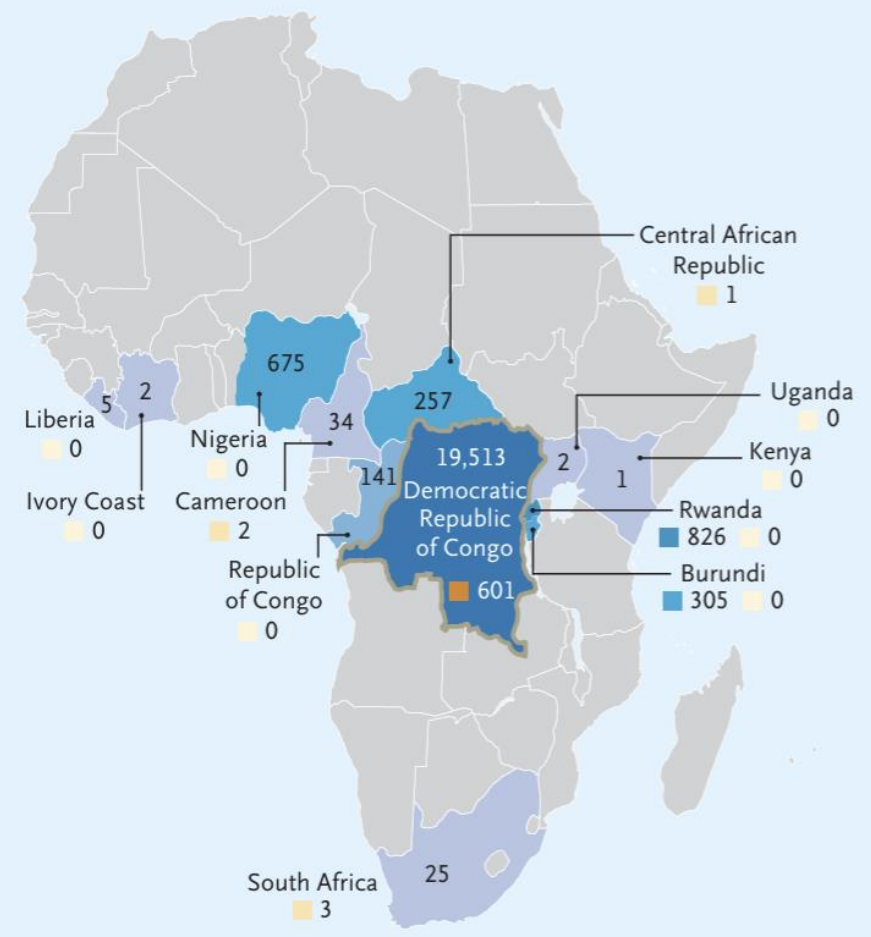 Central African
Republic
1
675
Uganda
0
5
2
257
Liberia
0
34
Nigeria
0
19,513
Democratic
Republic
of Congo
601
2
Kenya
0
1
141
Ivory Coast
0
Cameroon
2
Rwanda
826 0
Republic
of Congo
0
Burundi
305 0
25
South Africa
3